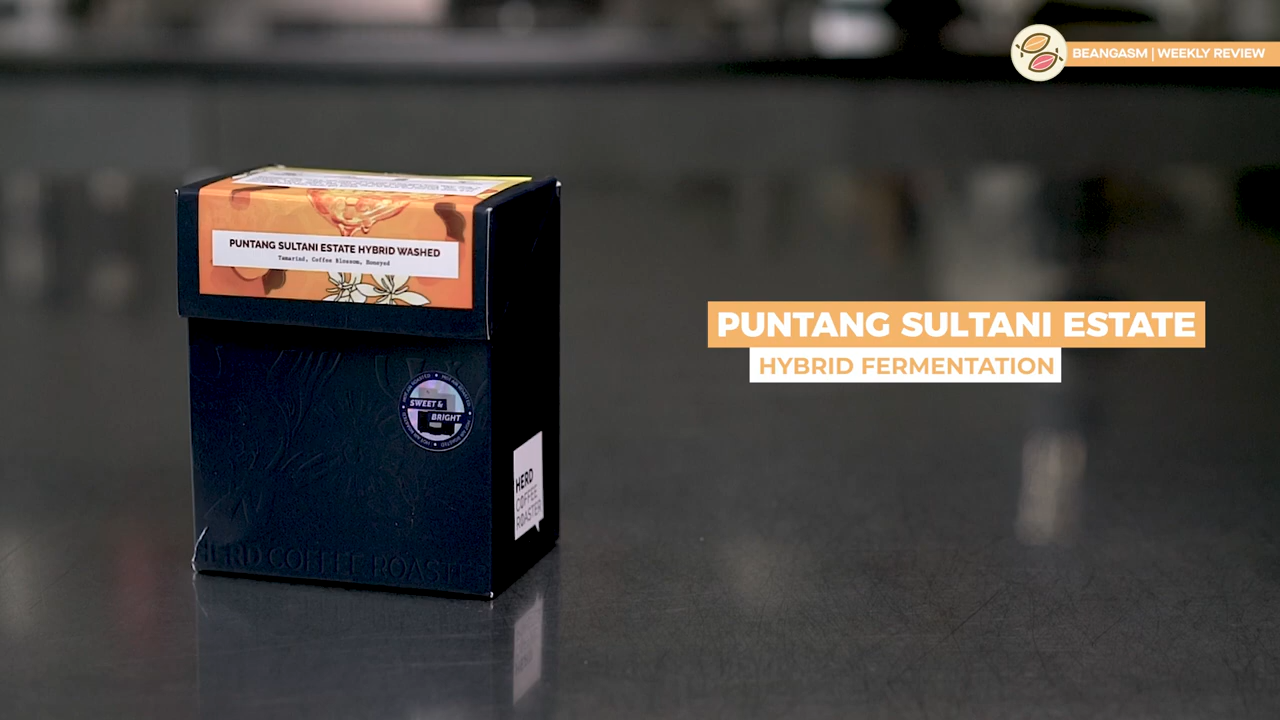 BEANGASM | WEEKLY REVIEW
PUNTANG SULTANI ESTATE HYBRID WASHED
Tamarind, Coffee Blossom, Honeyed
PUNTANG SULTANI ESTATE
HYBRID FERMENTATION
SWEET &
BRIGHT
HERD
COFFEE
ROASTER
HERD COFFEE ROASTER